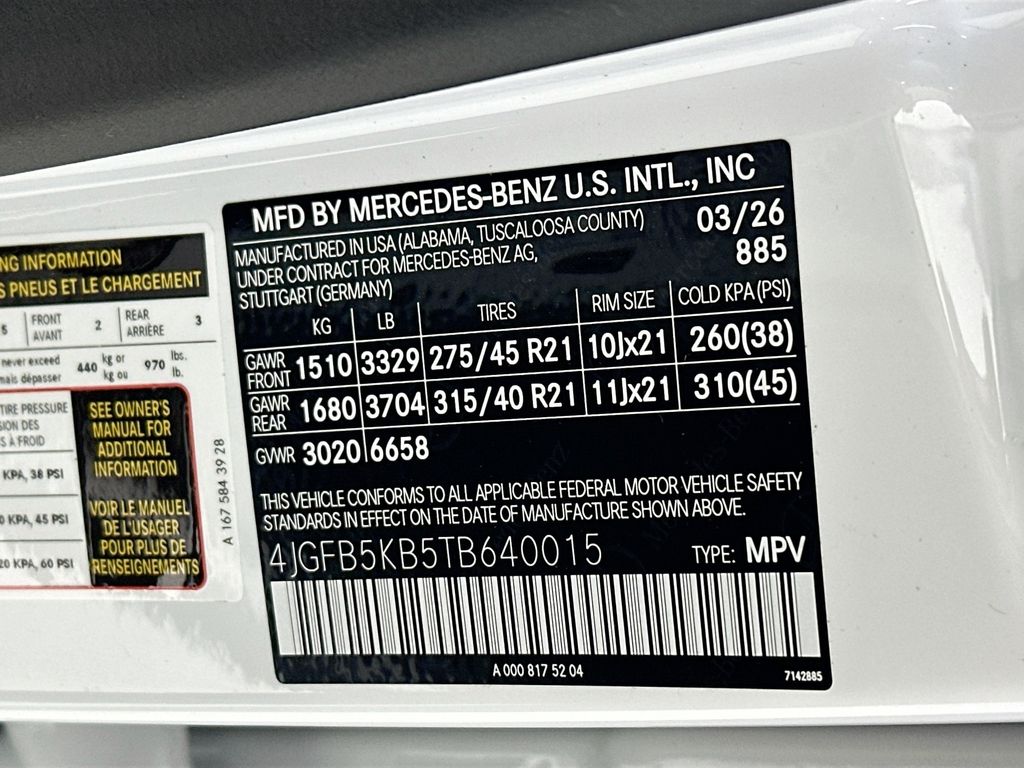 NG INFORMATION
S PNEUS ET LE CHARGEMENT
5 FRONT AVANT 2 REAR ARRIÈRE 3
never exceed 440 kg or 970 lbs.
mais dépasser kg ou lb.
TIRE PRESSURE
SION DES
S À FROID
KPA, 38 PSI
0 KPA, 45 PSI
20 KPA, 60 PSI
SEE OWNER'S
MANUAL FOR
ADDITIONAL
INFORMATION
VOIR LE MANUEL
DE L'USAGER
POUR PLUS DE
RENSEIGNEMENTS
A 167 584 39 28
MFD BY MERCEDES-BENZ U.S. INTL., INC
MANUFACTURED IN USA (ALABAMA, TUSCALOOSA COUNTY) 03/26
UNDER CONTRACT FOR MERCEDES-BENZ AG, 885
STUTTGART (GERMANY)
KG LB TIRES RIM SIZE COLD KPA (PSI)
GAWR FRONT 1510 3329 275/45 R21 10Jx21 260(38)
GAWR REAR 1680 3704 315/40 R21 11Jx21 310(45)
GVWR 3020 6658
THIS VEHICLE CONFORMS TO ALL APPLICABLE FEDERAL MOTOR VEHICLE SAFETY
STANDARDS IN EFFECT ON THE DATE OF MANUFACTURE SHOWN ABOVE.
4JGFB5KB5TB640015 TYPE: MPV
A 000 817 52 04
7142885